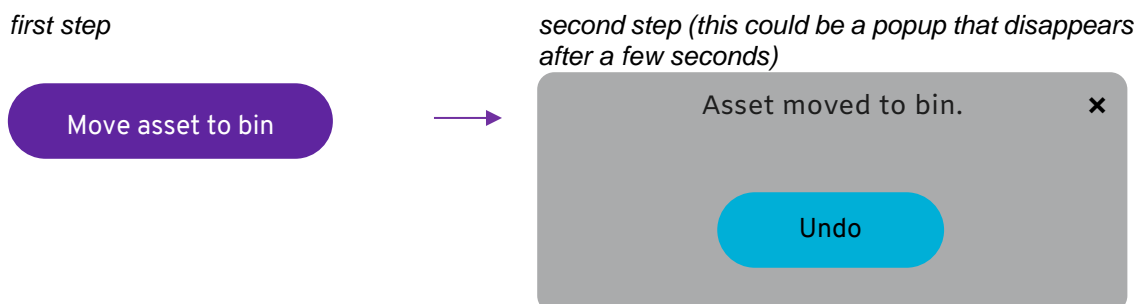 first step
second step (this could be a popup that disappears
after a few seconds)
Move asset to bin
Asset moved to bin.
×
Undo